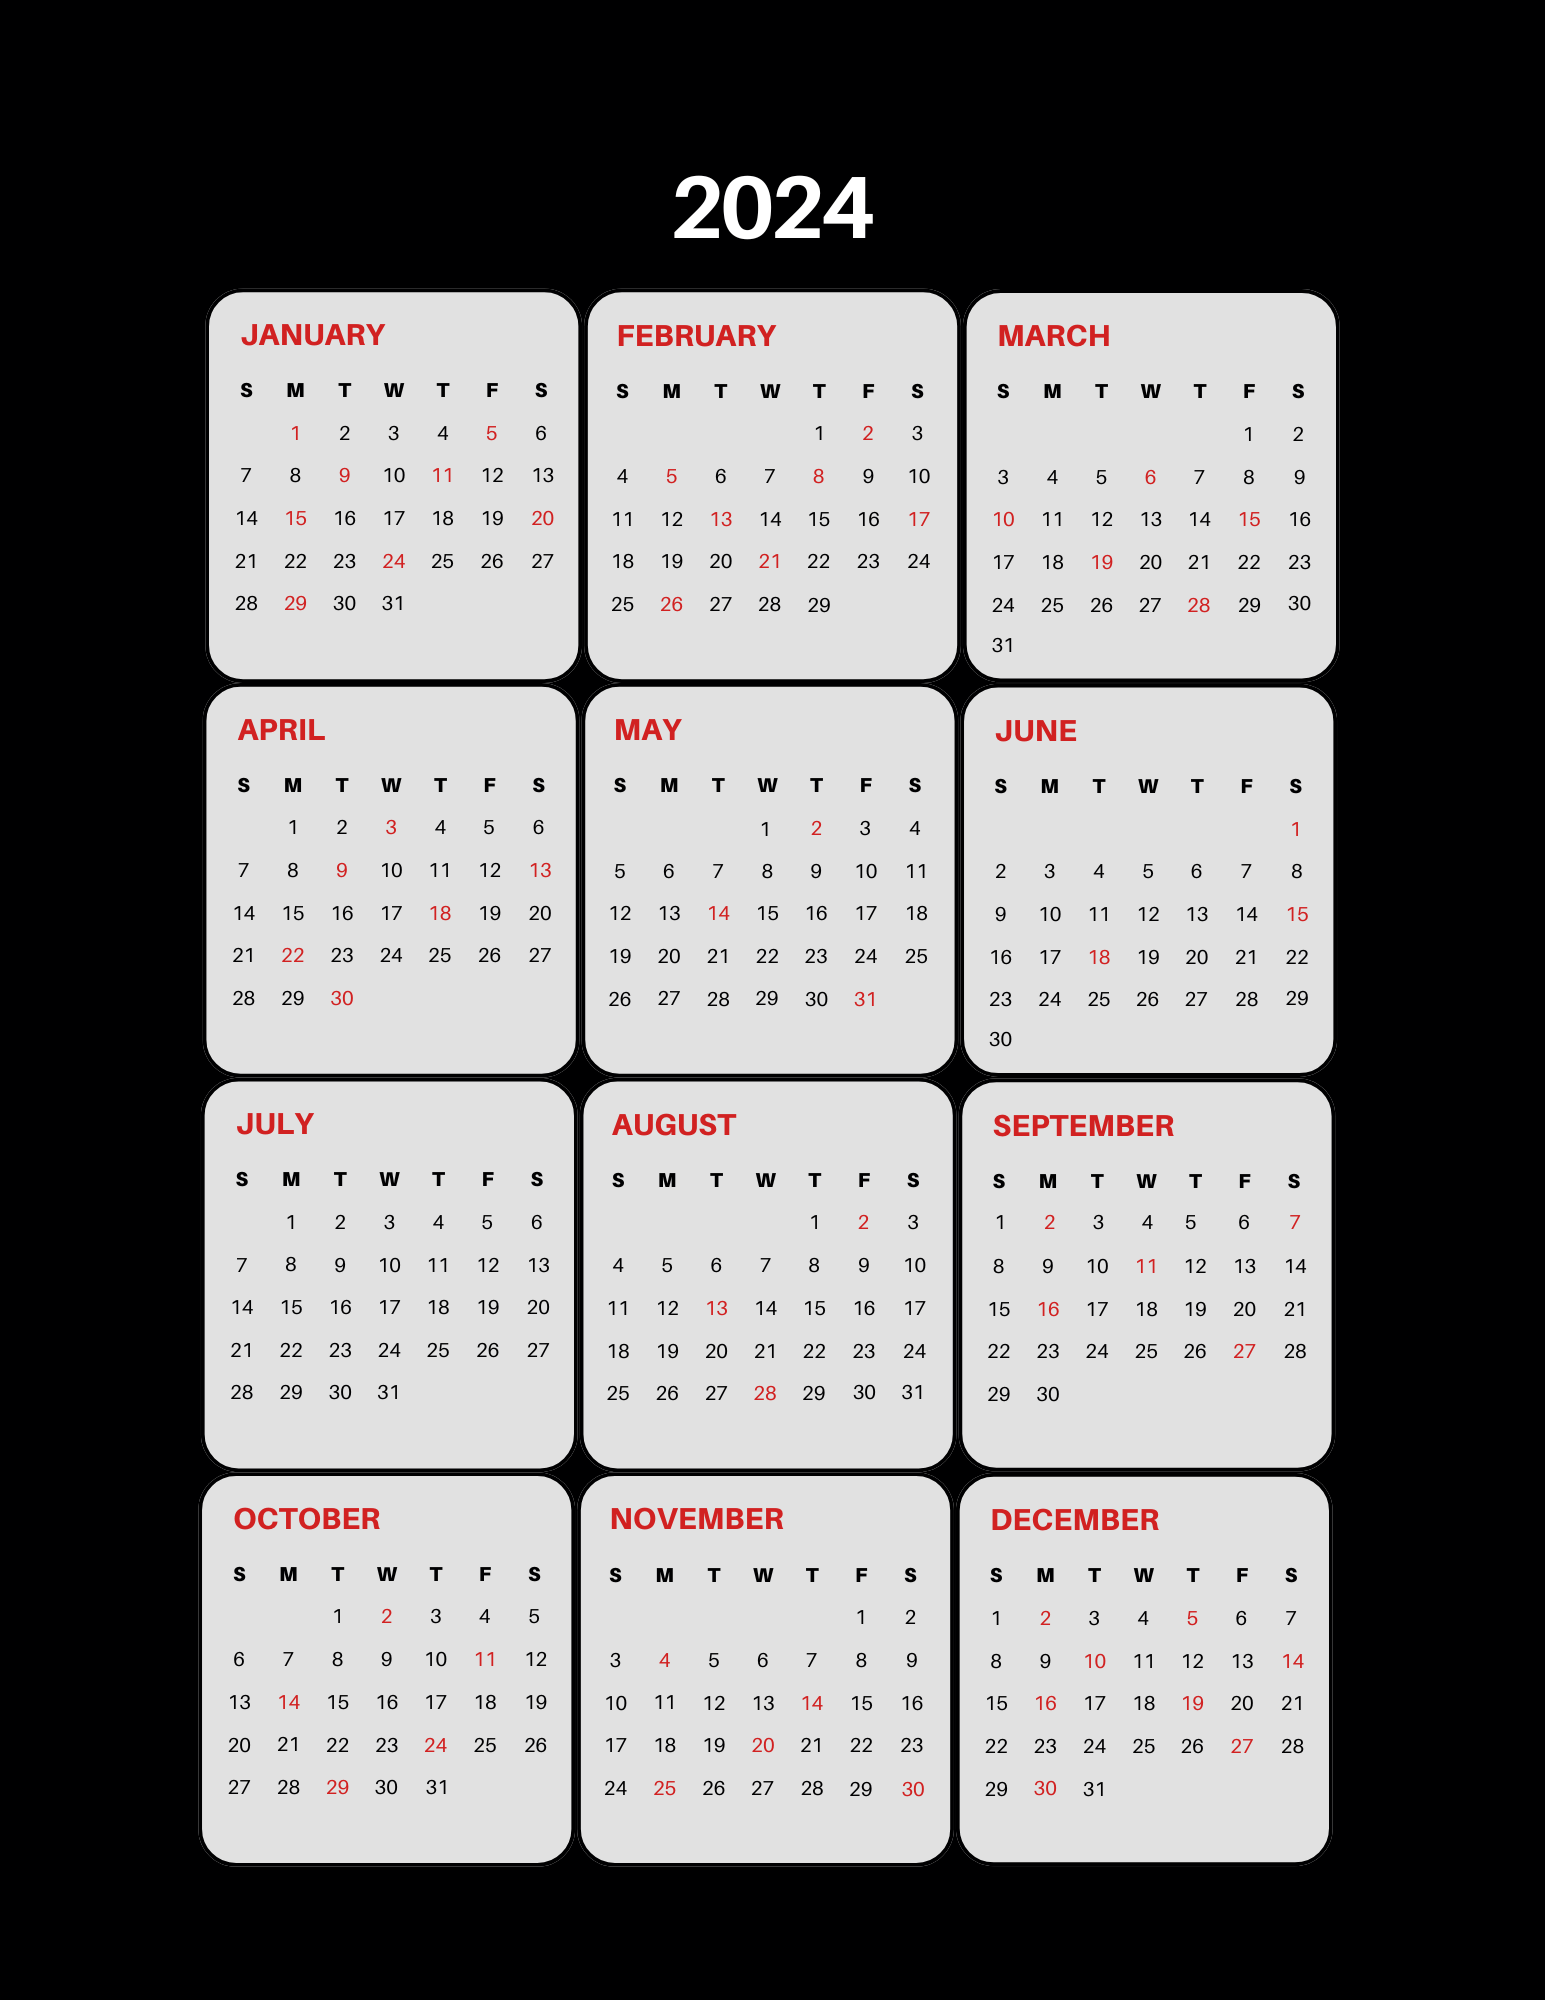 2024
JANUARY
S M T W T F S
1 2 3 4 5 6
7 8 9 10 11 12 13
14 15 16 17 18 19 20
21 22 23 24 25 26 27
28 29 30 31
FEBRUARY
S M T W T F S
1 2 3
4 5 6 7 8 9 10
11 12 13 14 15 16 17
18 19 20 21 22 23 24
25 26 27 28 29
MARCH
S M T W T F S
1 2
3 4 5 6 7 8 9
10 11 12 13 14 15 16
17 18 19 20 21 22 23
24 25 26 27 28 29 30
31
APRIL
S M T W T F S
1 2 3 4 5 6
7 8 9 10 11 12 13
14 15 16 17 18 19 20
21 22 23 24 25 26 27
28 29 30
MAY
S M T W T F S
1 2 3 4
5 6 7 8 9 10 11
12 13 14 15 16 17 18
19 20 21 22 23 24 25
26 27 28 29 30 31
JUNE
S M T W T F S
1
2 3 4 5 6 7 8
9 10 11 12 13 14 15
16 17 18 19 20 21 22
23 24 25 26 27 28 29
30
JULY
S M T W T F S
1 2 3 4 5 6
7 8 9 10 11 12 13
14 15 16 17 18 19 20
21 22 23 24 25 26 27
28 29 30 31
AUGUST
S M T W T F S
1 2 3
4 5 6 7 8 9 10
11 12 13 14 15 16 17
18 19 20 21 22 23 24
25 26 27 28 29 30 31
SEPTEMBER
S M T W T F S
1 2 3 4 5 6 7
8 9 10 11 12 13 14
15 16 17 18 19 20 21
22 23 24 25 26 27 28
29 30
OCTOBER
S M T W T F S
1 2 3 4 5
6 7 8 9 10 11 12
13 14 15 16 17 18 19
20 21 22 23 24 25 26
27 28 29 30 31
NOVEMBER
S M T W T F S
1 2
3 4 5 6 7 8 9
10 11 12 13 14 15 16
17 18 19 20 21 22 23
24 25 26 27 28 29 30
DECEMBER
S M T W T F S
1 2 3 4 5 6 7
8 9 10 11 12 13 14
15 16 17 18 19 20 21
22 23 24 25 26 27 28
29 30 31